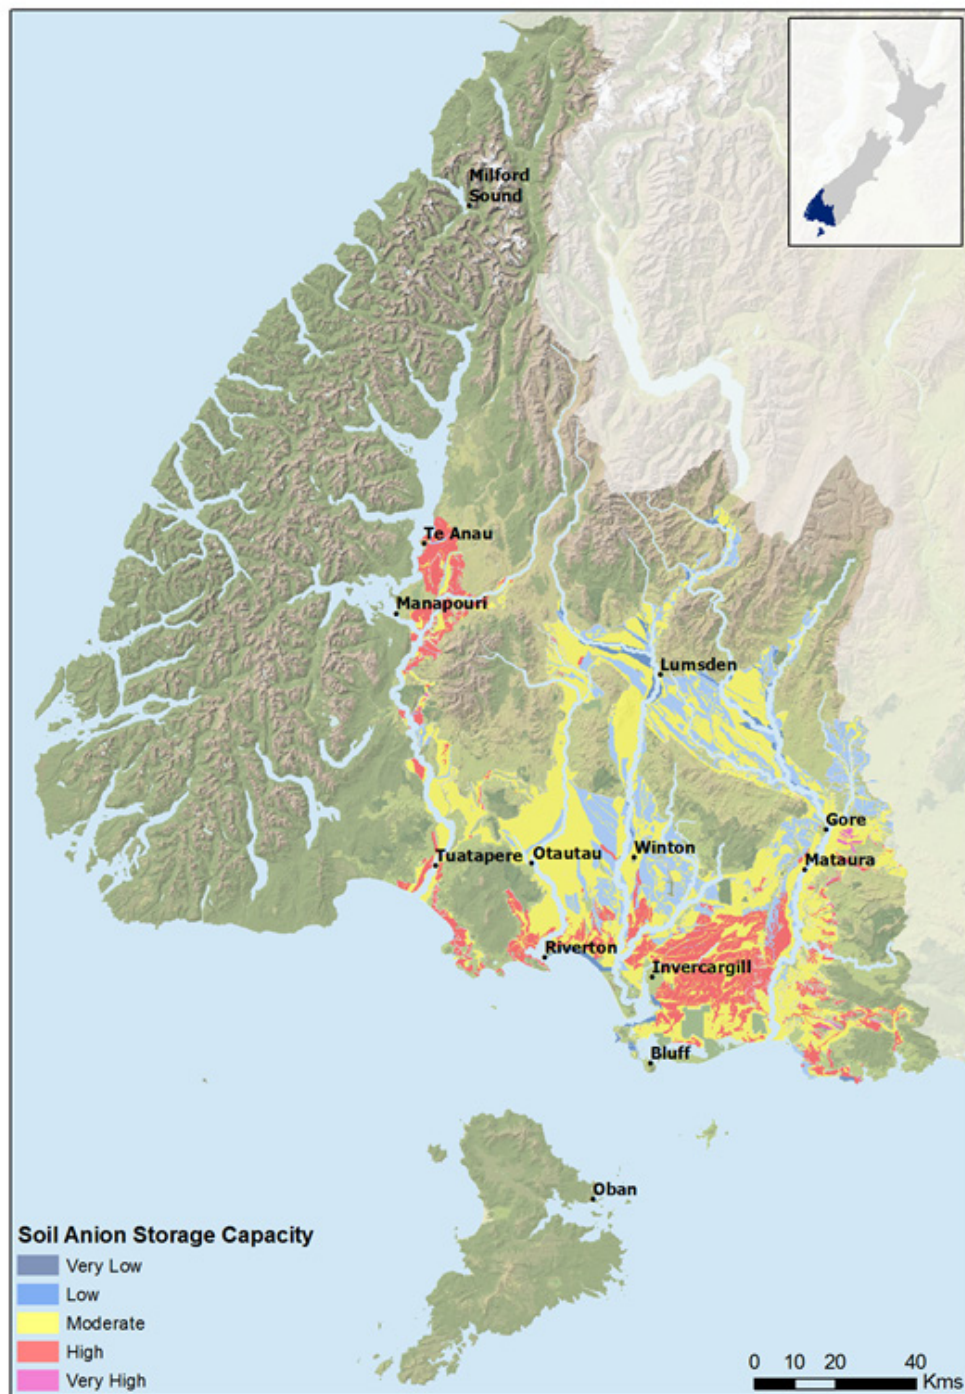 Milford
Sound
Te Anau
Manapouri
Lumsden
Gore
Tuatapere
Otautau
Winton
Mataura
Riverton
Invercargill
Bluff
Oban
Soil Anion Storage Capacity
Very Low
Low
Moderate
High
Very High
0 10 20 40
Kms